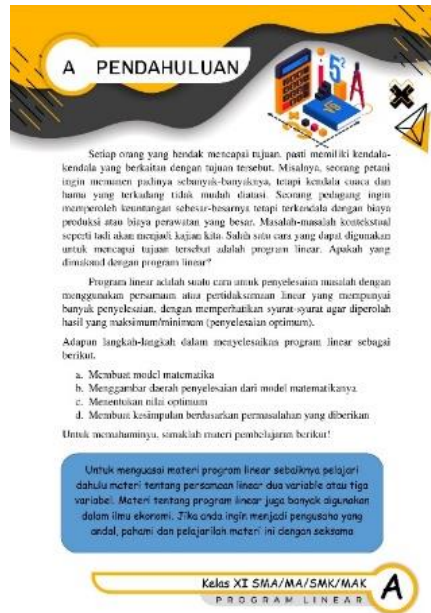 A PENDAHULUAN
Setiap orang yang hendak mencapai tujuan, pasti memiliki kendala-
kendala yang berkaitan dengan tujuan tersebut. Misalnya, seorang petani
ingin memanen padinya sebanyak-banyaknya, tetapi kendala cuaca dan
hama yang terkadang tidak mudah diatasi. Seorang pedagang ingin
memperoleh keuntungan sebesar-besarnya tetapi terkendala dengan biaya
produksi atau biaya perawatan yang besar. Masalah-masalah kontekstual
seperti tadi akan menjadi kajian kita. Salah satu cara yang dapat digunakan
untuk mencapai tujuan tersebut adalah program linear. Apakah yang
dimaksud dengan program linear?
Program linear adalah suatu cara untuk penyelesaian masalah dengan
menggunakan persamaan atau pertidaksamaan linear yang mempunyai
banyak penyelesaian, dengan memperhatikan syarat-syarat agar diperoleh
hasil yang maksimum/minimum (penyelesaian optimum).
Adapun langkah-langkah dalam menyelesaikan program linear sebagai
berikut.
a. Membuat model matematika
b. Menggambar daerah penyelesaian dari model matematikanya
c. Menentukan nilai optimum
d. Membuat kesimpulan berdasarkan permasalahan yang diberikan
Untuk memahaminya, simaklah materi pembelajaran berikut!
Untuk menguasai materi program linear sebaiknya pelajari
dahulu materi tentang persamaan linear dua variable atau tiga
variabel. Materi tentang program linear juga banyak digunakan
dalam ilmu ekonomi. Jika anda ingin menjadi pengusaha yang
andal, pahami dan pelajarilah materi ini dengan seksama
Kelas XI SMA/MA/SMK/MAK
PROGRAM LINEAR
A